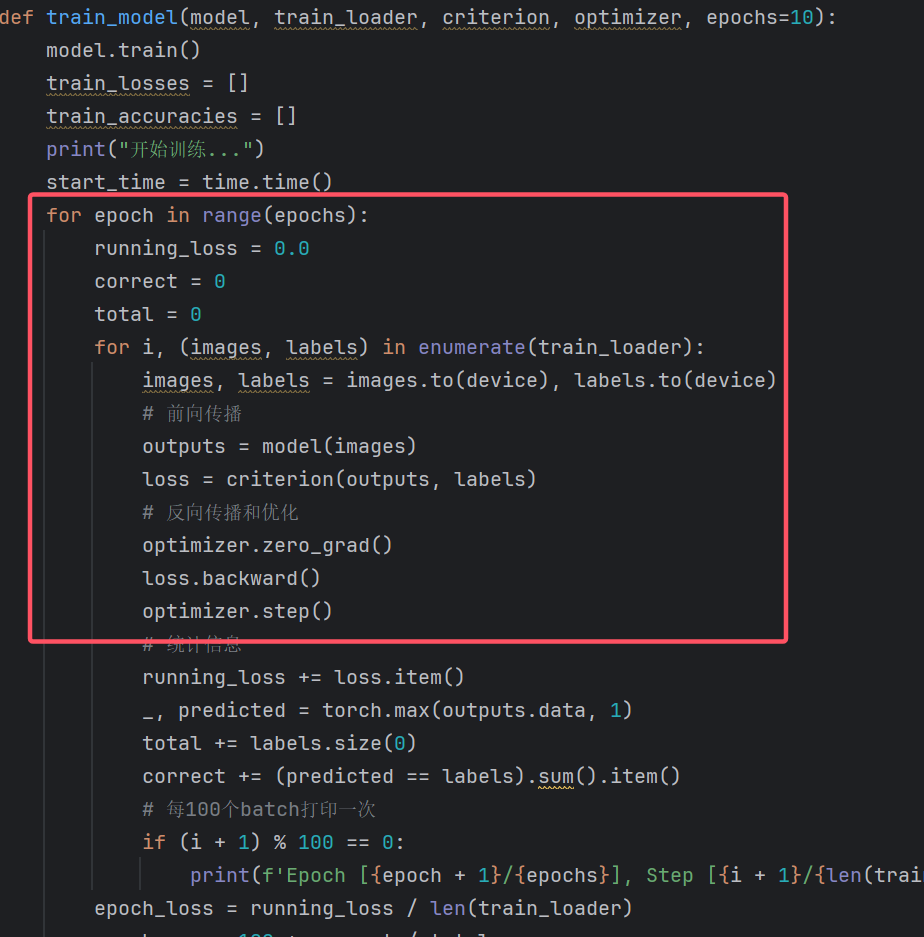 def train_model(model, train_loader, criterion, optimizer, epochs=10):
    model.train()
    train_losses = []
    train_accuracies = []
    print("开始训练...")
    start_time = time.time()
    for epoch in range(epochs):
        running_loss = 0.0
        correct = 0
        total = 0
        for i, (images, labels) in enumerate(train_loader):
            images, labels = images.to(device), labels.to(device)
            # 前向传播
            outputs = model(images)
            loss = criterion(outputs, labels)
            # 反向传播和优化
            optimizer.zero_grad()
            loss.backward()
            optimizer.step()
            # 统计信息
            running_loss += loss.item()
            _, predicted = torch.max(outputs.data, 1)
            total += labels.size(0)
            correct += (predicted == labels).sum().item()
            # 每100个batch打印一次
            if (i + 1) % 100 == 0:
                print(f'Epoch [{epoch + 1}/{epochs}], Step [{i + 1}/{len(trai
        epoch_loss = running_loss / len(train_loader)